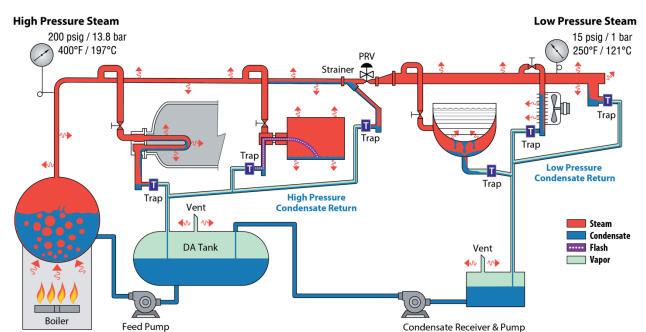 High Pressure Steam
200 psig / 13.8 bar
400°F / 197°C
Low Pressure Steam
15 psig / 1 bar
250°F / 121°C
PRV
Strainer
Trap
Trap
Trap
Trap
Trap
Trap
High Pressure
Condensate Return
Low Pressure
Condensate Return
T
T
T
T
T
T
Vent
DA Tank
Vent
Steam
Condensate
Flash
Vapor
Boiler
Feed Pump
Condensate Receiver & Pump